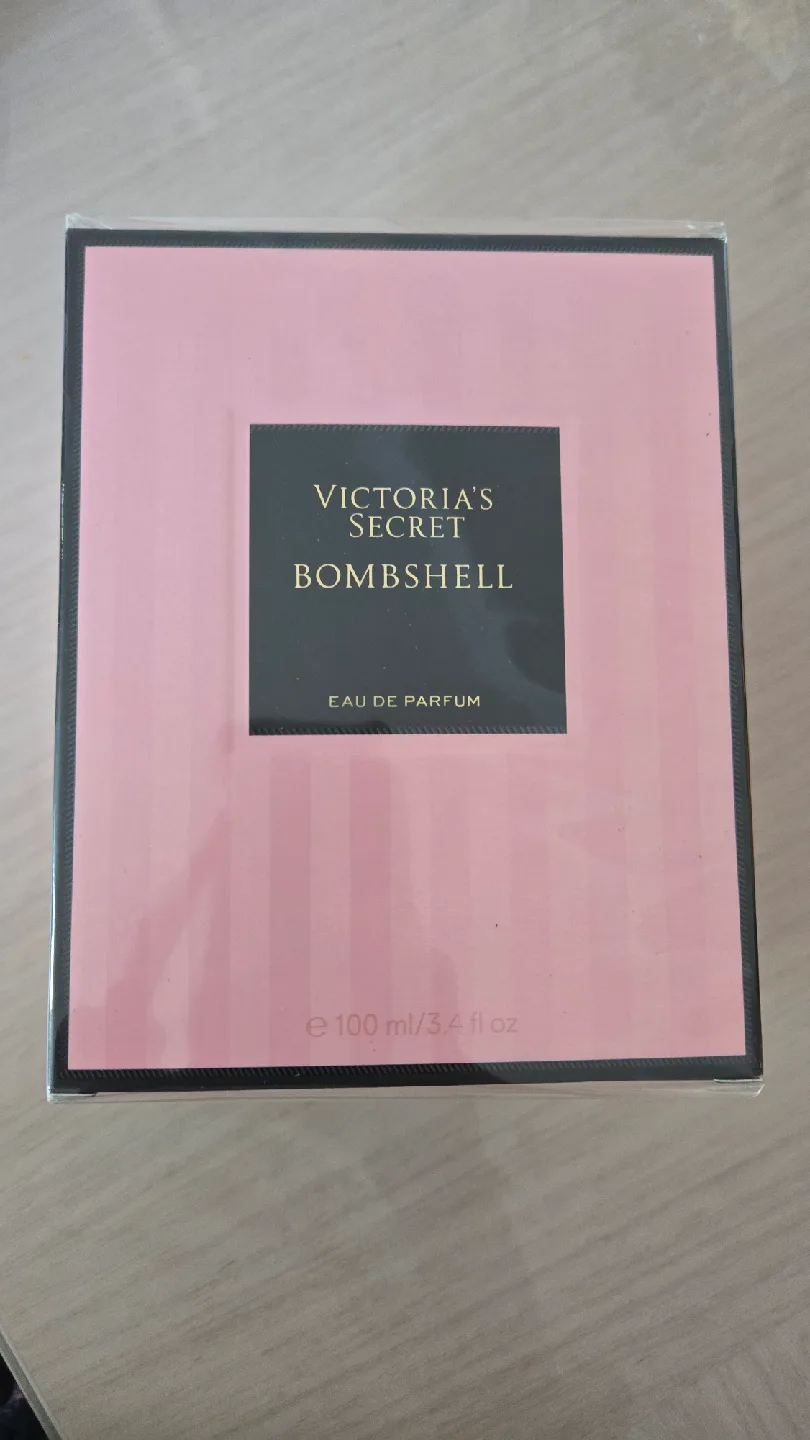 VICTORIA'S
SECRET
BOMBSHELL
EAU DE PARFUM
℮ 100 ml/3.4 fl oz